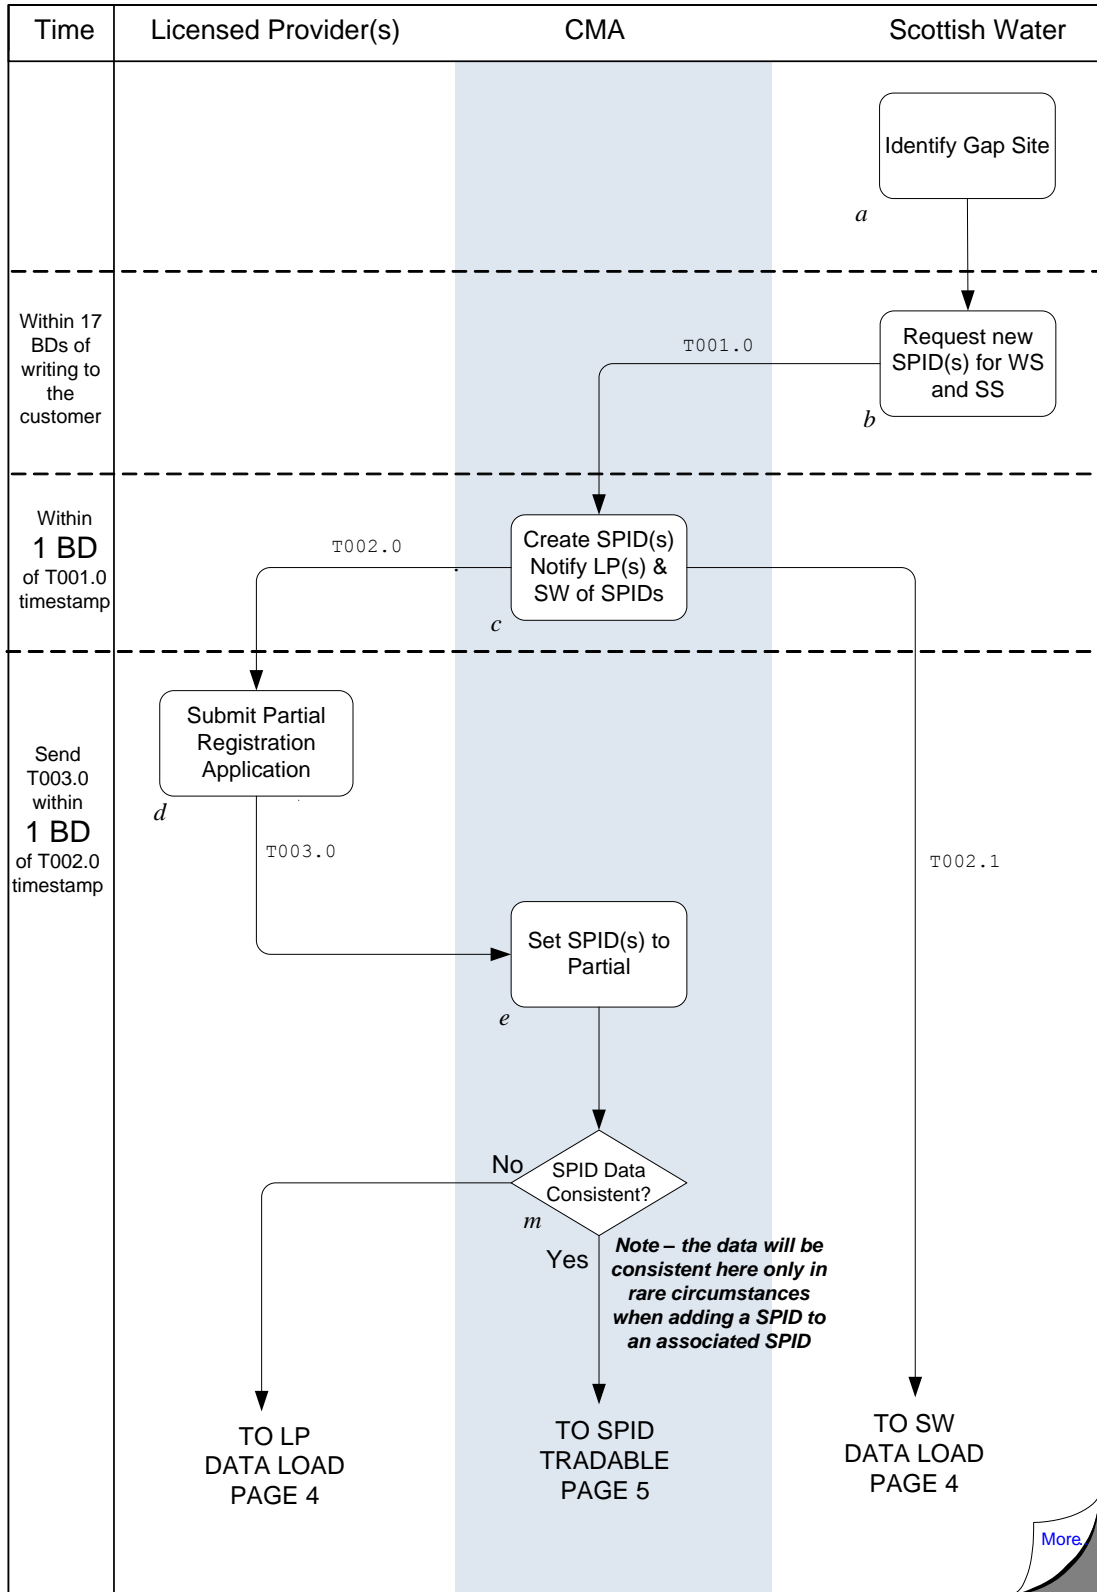 Time
Licensed Provider(s)
CMA
Scottish Water
Identify Gap Site
a
Within 17
BDs of
writing to
the
customer
T001.0
Request new
SPID(s) for WS
and SS
b
Within
1 BD
of T001.0
timestamp
T002.0
Create SPID(s)
Notify LP(s) &
SW of SPIDs
c
Submit Partial
Registration
Application
d
Send
T003.0
within
1 BD
of T002.0
timestamp
T003.0
T002.1
Set SPID(s) to
Partial
e
No
SPID Data
Consistent?
m
Yes
Note – the data will be
consistent here only in
rare circumstances
when adding a SPID to
an associated SPID
TO LP
DATA LOAD
PAGE 4
TO SPID
TRADABLE
PAGE 5
TO SW
DATA LOAD
PAGE 4
More..